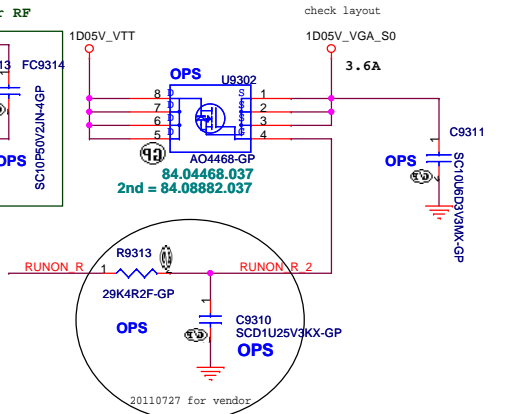 r RF
check layout
1D05V_VTT
1D05V_VGA_S0
13
FC9314
3.6A
OPS
U9302
8 D S 1
7 D S 2
6 D S 3
5 D G 4
SC10P50V2JN-4GP
OPS
GP
AO4468-GP
84.04468.037
2nd = 84.08882.037
1
C9311
OPS
2
SC10U6D3V3MX-GP
R9313
RUNON_R
1
RUNON_R_2
29K4R2F-GP
1
C9310
SCD1U25V3KX-GP
OPS
OPS
20110727 for vendor